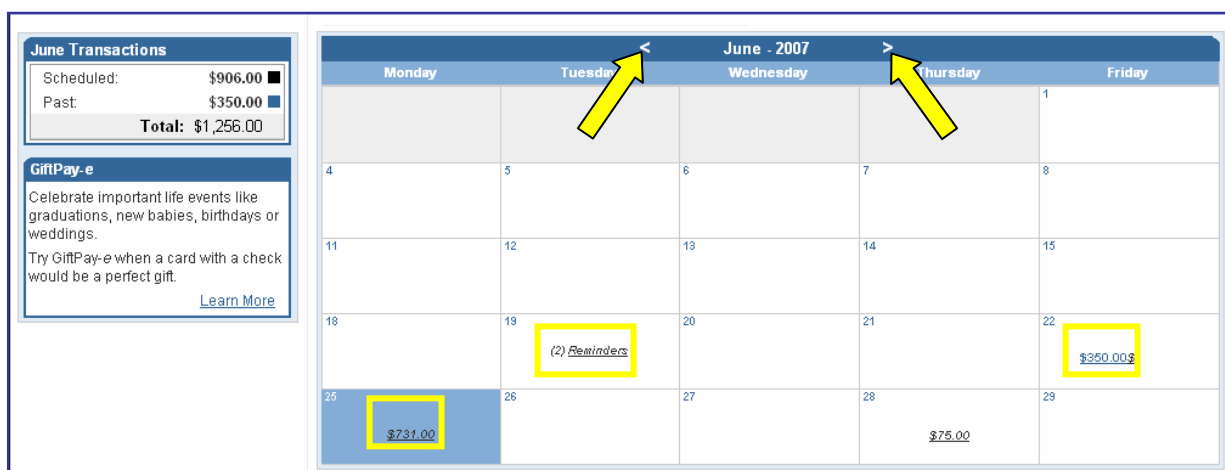 June Transactions
Scheduled: $906.00
Past: $350.00
Total: $1,256.00
GiftPay-e
Celebrate important life events like
graduations, new babies, birthdays or
weddings.
Try GiftPay-e when a card with a check
would be a perfect gift.
Learn More
< June - 2007 >
Monday Tuesday Wednesday Thursday Friday
1
4 5 6 7 8
11 12 13 14 15
18 19 20 21 22
(2) Reminders $350.00$
25 26 27 28 29
$731.00 $75.00